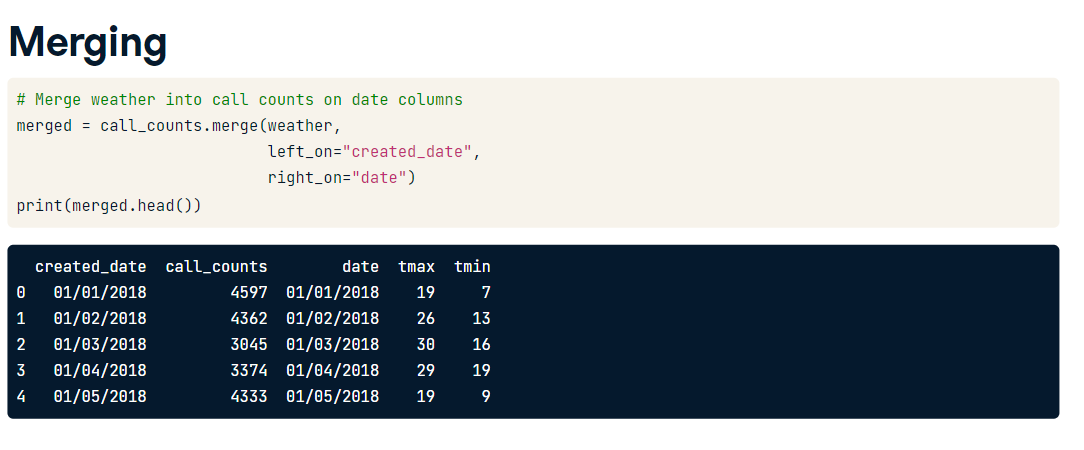 Merging
# Merge weather into call counts on date columns
merged = call_counts.merge(weather,
                           left_on="created_date",
                           right_on="date")
print(merged.head())
  created_date  call_counts        date  tmax  tmin
0   01/01/2018         4597  01/01/2018    19     7
1   01/02/2018         4362  01/02/2018    26    13
2   01/03/2018         3045  01/03/2018    30    16
3   01/04/2018         3374  01/04/2018    29    19
4   01/05/2018         4333  01/05/2018    19     9